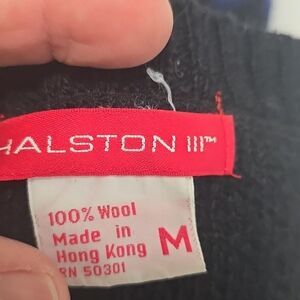 HALSTON III™
100% Wool
Made in
Hong Kong
RN 50301
M